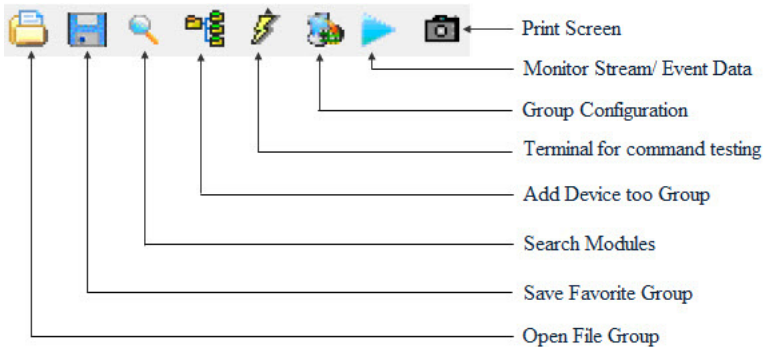 Print Screen
Monitor Stream/ Event Data
Group Configuration
Terminal for command testing
Add Device too Group
Search Modules
Save Favorite Group
Open File Group